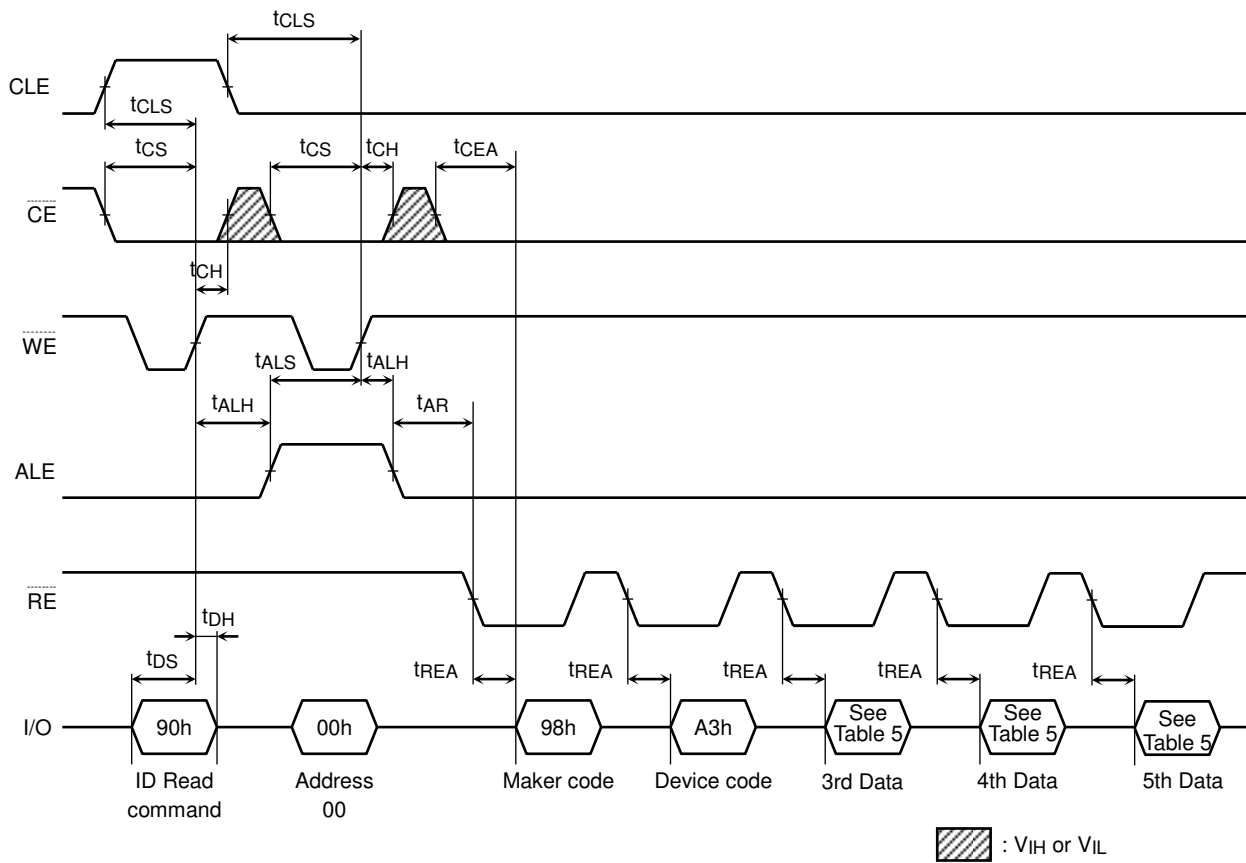 tCLS
CLE
tCLS
tCS
tCS
tCH
tCEA
CE
tCH
WE
tALS
tALH
tALH
tAR
ALE
RE
tDH
tDS
tREA
tREA
tREA
tREA
tREA
I/O
90h
00h
98h
A3h
See
Table 5
See
Table 5
See
Table 5
ID Read
command
Address
00
Maker code
Device code
3rd Data
4th Data
5th Data
: VIH or VIL